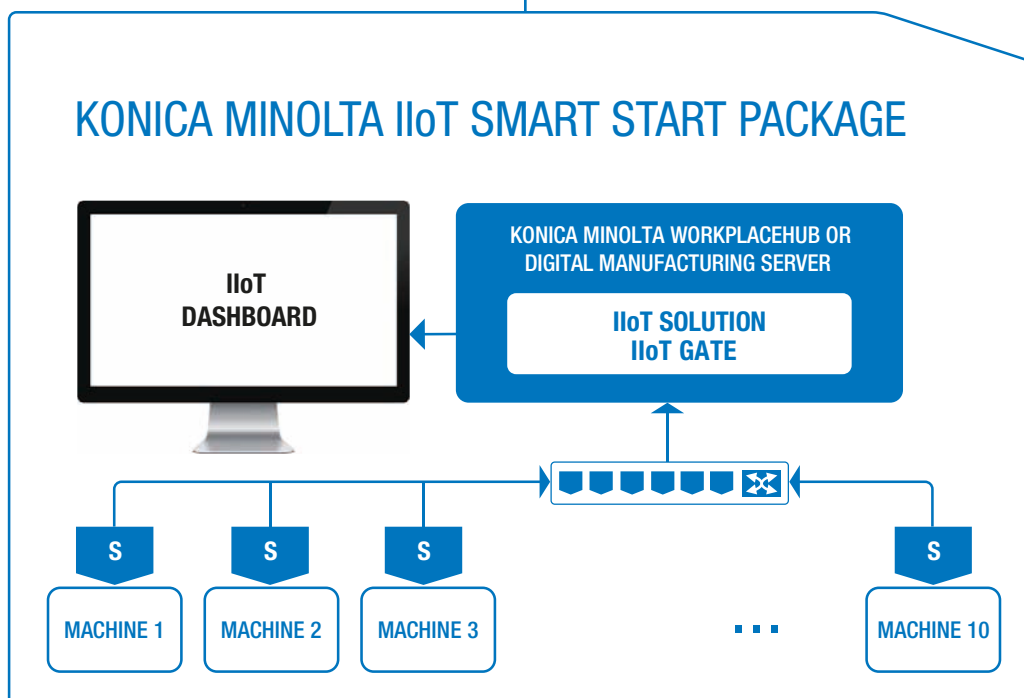 KONICA MINOLTA IIoT SMART START PACKAGE
IIoT
DASHBOARD
KONICA MINOLTA WORKPLACEHUB OR
DIGITAL MANUFACTURING SERVER
IIoT SOLUTION
IIoT GATE
S
S
S
S
MACHINE 1
MACHINE 2
MACHINE 3
...
MACHINE 10